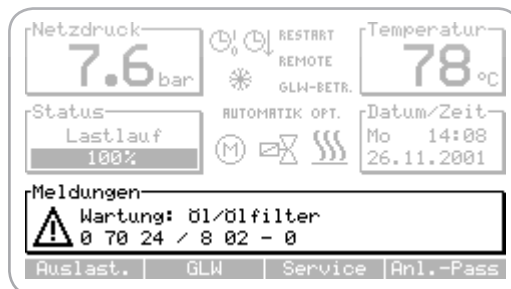 Netzdruck
7.6 bar
RESTART
REMOTE
GLW-BETR.
Temperatur
78 °C
Status
Lastlauf
100%
AUTOMATIK OPT.
M
Datum/Zeit
Mo 14:08
26.11.2001
Meldungen
Wartung: Öl/Ölfilter
0 70 24 / 8 02 - 0
Auslast. GLW Service Anl.-Pass